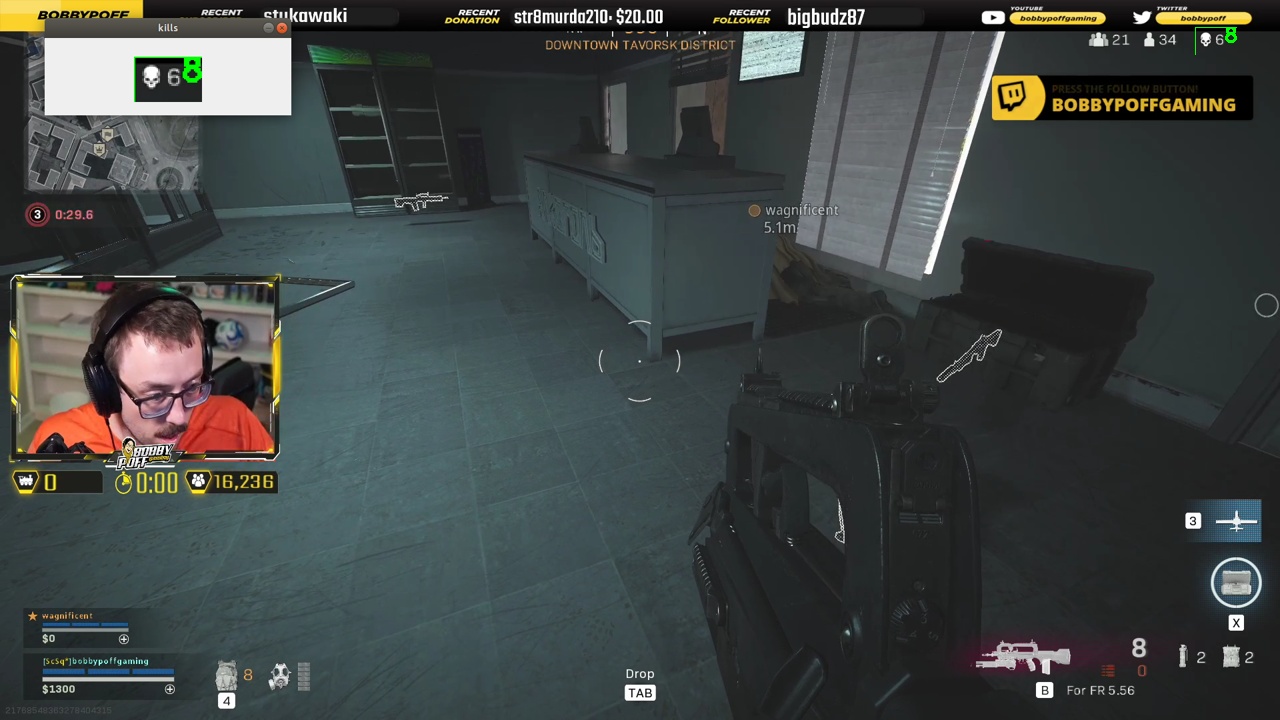 BOBBYPOFF
RECENT
stukawaki
RECENT
DONATION
str8murda210: $20.00
RECENT
FOLLOWER
bigbudz87
YOUTUBE
bobbypoffgaming
TWITTER
bobbypoff
kills
6
8
DOWNTOWN TAVORSK DISTRICT
21
34
6
8
PRESS THE FOLLOW BUTTON!
BOBBYPOFFGAMING
3
0:29.6
wagnificent
5.1m
BOBBY
POFF
0
0:00
16,236
wagnificent
$0
[ScSq*]bobbypoffgaming
$1300
8
4
Drop
TAB
3
X
8
0
2
2
B
For FR 5.56